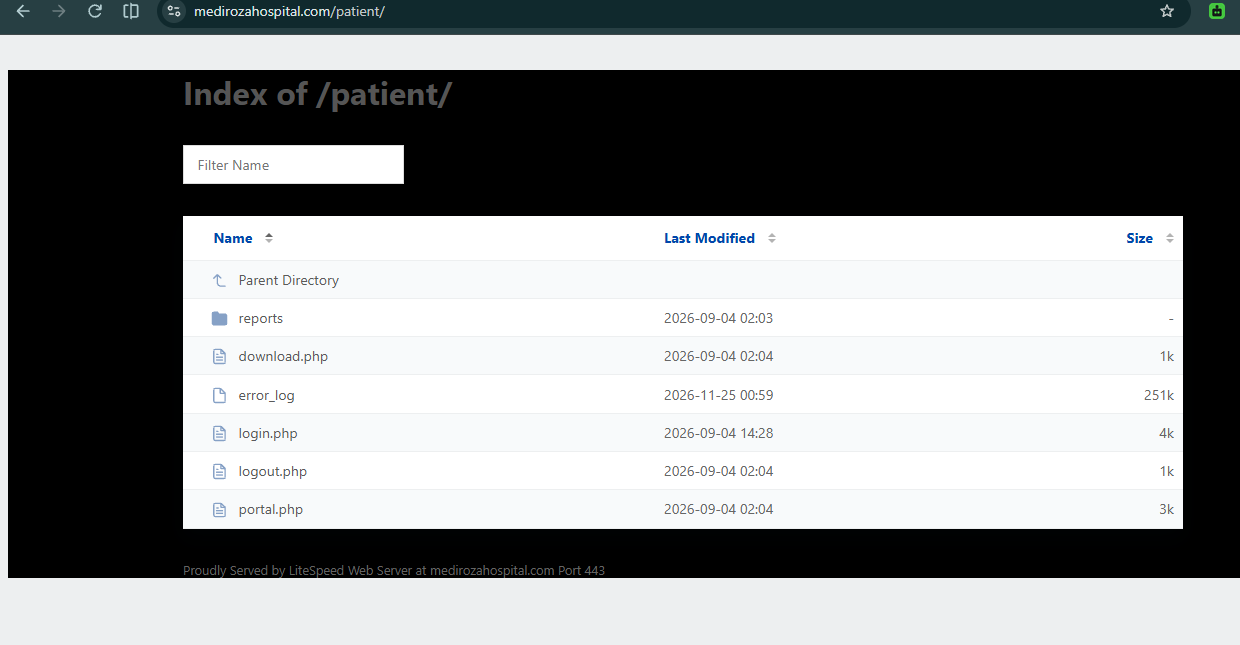 medirozahospital.com/patient/
Index of /patient/
Filter Name
Name Last Modified Size
Parent Directory
reports 2026-09-04 02:03 -
download.php 2026-09-04 02:04 1k
error_log 2026-11-25 00:59 251k
login.php 2026-09-04 14:28 4k
logout.php 2026-09-04 02:04 1k
portal.php 2026-09-04 02:04 3k
Proudly Served by LiteSpeed Web Server at medirozahospital.com Port 443